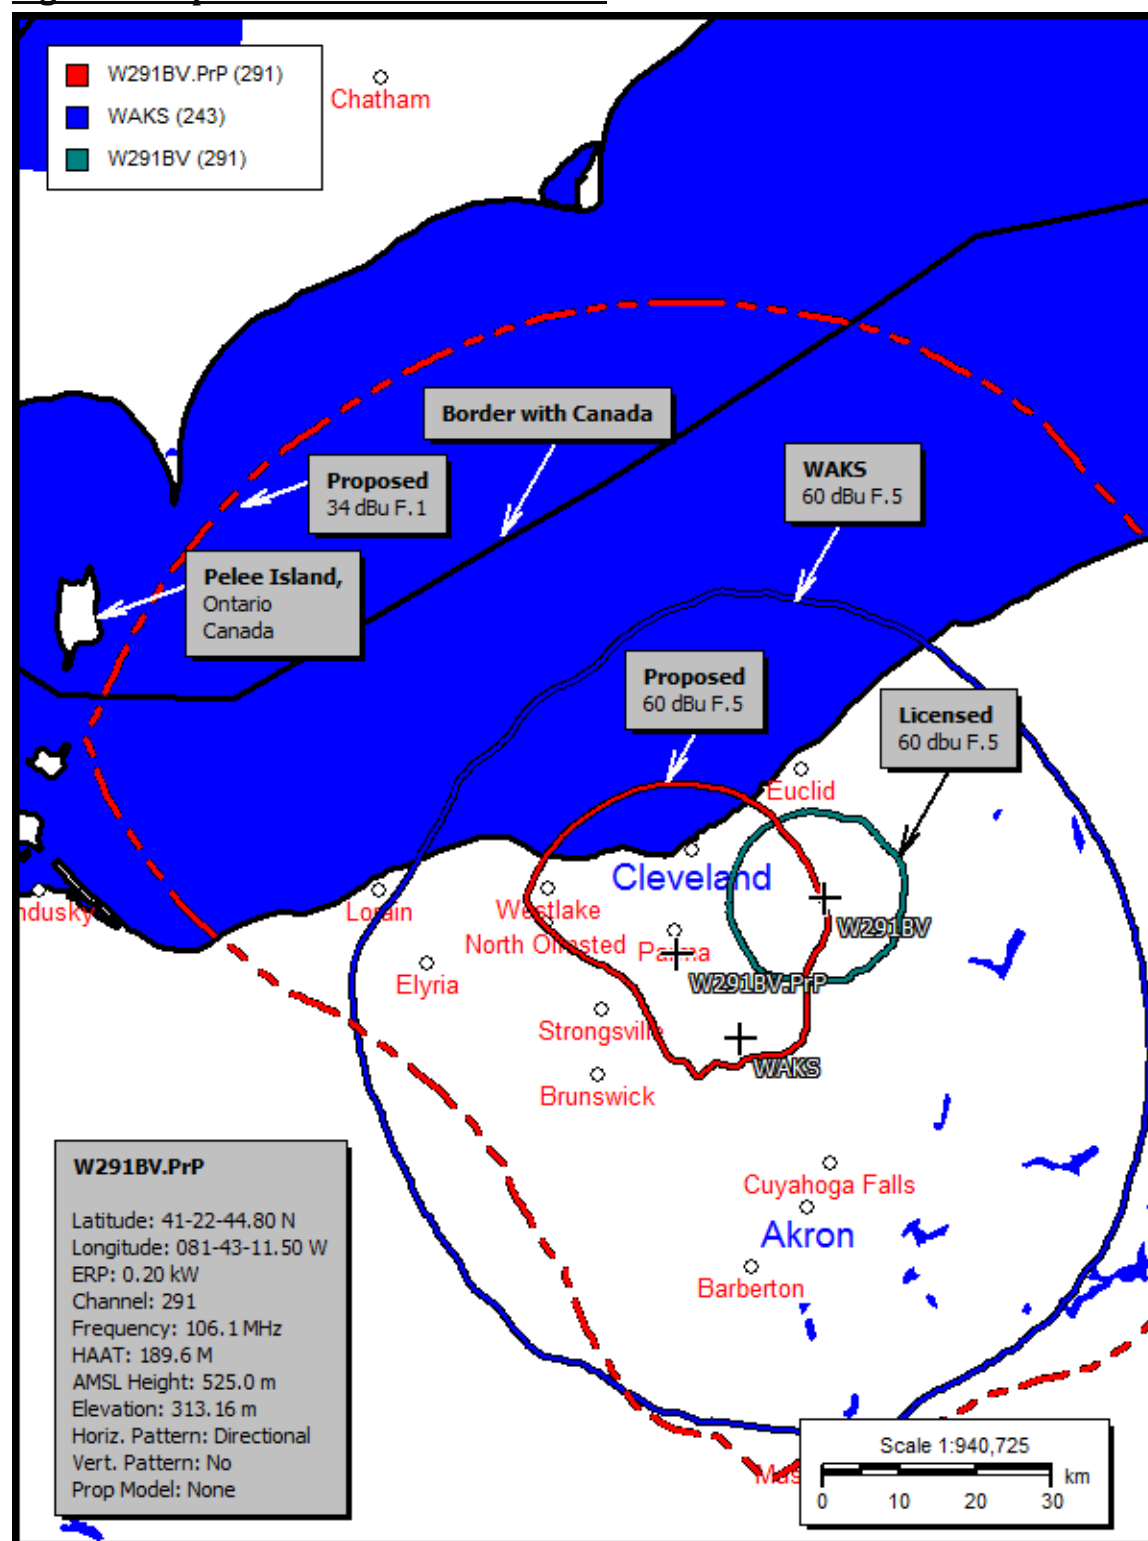 W291BV.PrP (291)
WAKS (243)
W291BV (291)
Chatham
Border with Canada
Proposed
34 dBu F.1
WAKS
60 dBu F.5
Pelee Island,
Ontario
Canada
Proposed
60 dBu F.5
Licensed
60 dbu F.5
Euclid
Cleveland
ndusky
Lorain
Westlake
North Olmsted
Parma
W291BV
Elyria
W291BV.PrP
Strongsville
WAKS
Brunswick
Cuyahoga Falls
Akron
Barberton
W291BV.PrP
Latitude: 41-22-44.80 N
Longitude: 081-43-11.50 W
ERP: 0.20 kW
Channel: 291
Frequency: 106.1 MHz
HAAT: 189.6 M
AMSL Height: 525.0 m
Elevation: 313.16 m
Horiz. Pattern: Directional
Vert. Pattern: No
Prop Model: None
Mas
Scale 1:940,725
km
0 10 20 30